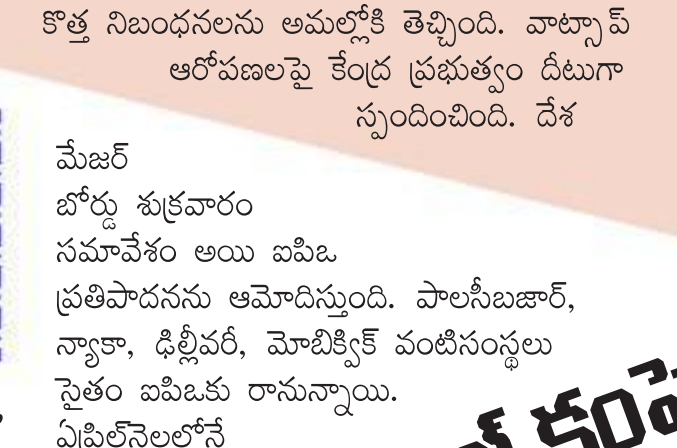 కొత్త నిబంధనలను అమల్లోకి తెచ్చింది. వాట్సాప్
ఆరోపణలపై కేంద్ర ప్రభుత్వం దీటుగా
స్పందించింది. దేశ
మేజర్
బోర్డు శుక్రవారం
సమావేశం అయి ఐపిఒ
ప్రతిపాదనను ఆమోదిస్తుంది. పాలసీబజార్,
న్యాకా, ఢిల్లీవరీ, మోబిక్విక్ వంటిసంస్థలు
సైతం ఐపిఒకు రానున్నాయి.
ఏప్రిల్‌నెలలోనే